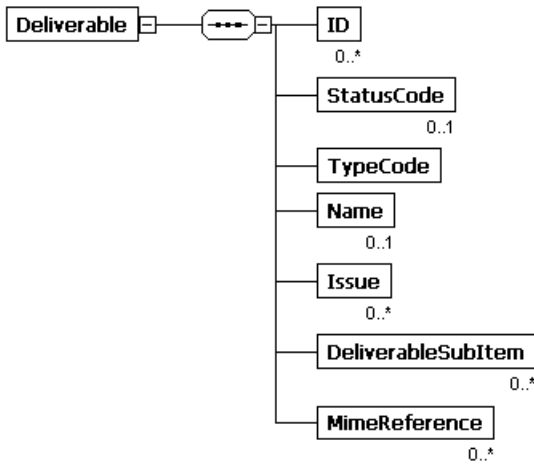 Deliverable
ID
0..*
StatusCode
0..1
TypeCode
Name
0..1
Issue
0..*
DeliverableSubItem
0..*
MimeReference
0..*